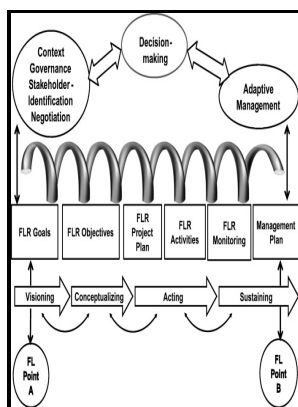 Context
Governance
Stakeholder-
Identification
Negotiation
Decision-
making
Adaptive
Management
FLR Goals
FLR Objectives
FLR
Project
Plan
FLR
Activities
FLR
Monitoring
Management
Plan
Visioning
Conceptualizing
Acting
Sustaining
FL
Point
A
FL
Point
B